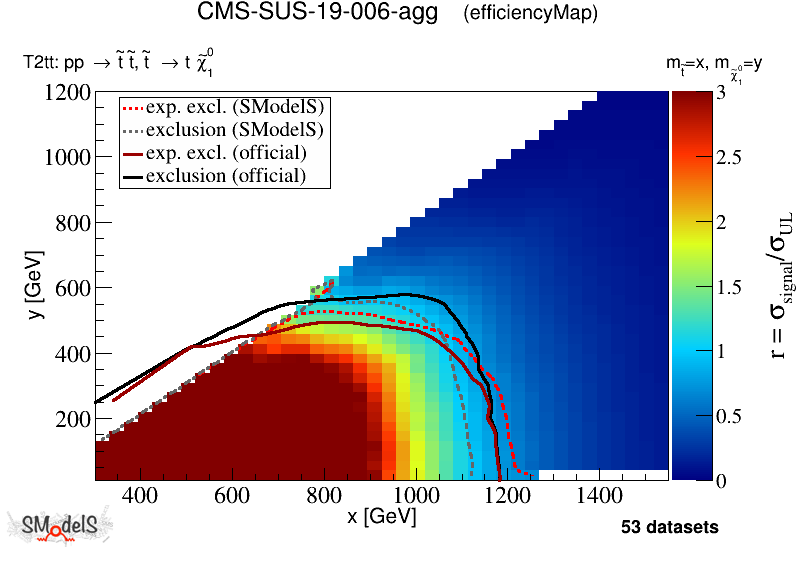 CMS-SUS-19-006-agg (efficiencyMap)
T2tt: pp → t̃ t̃, t̃ → t χ̃₁⁰
m_t̃=x, m_χ̃₁⁰=y
exp. excl. (SModelS)
exclusion (SModelS)
exp. excl. (official)
exclusion (official)
1200
1000
800
600
400
200
y [GeV]
400 600 800 1000 1200 1400
x [GeV]
3
2.5
2
1.5
1
0.5
0
r = σ_signal/σ_UL
SModelS
53 datasets